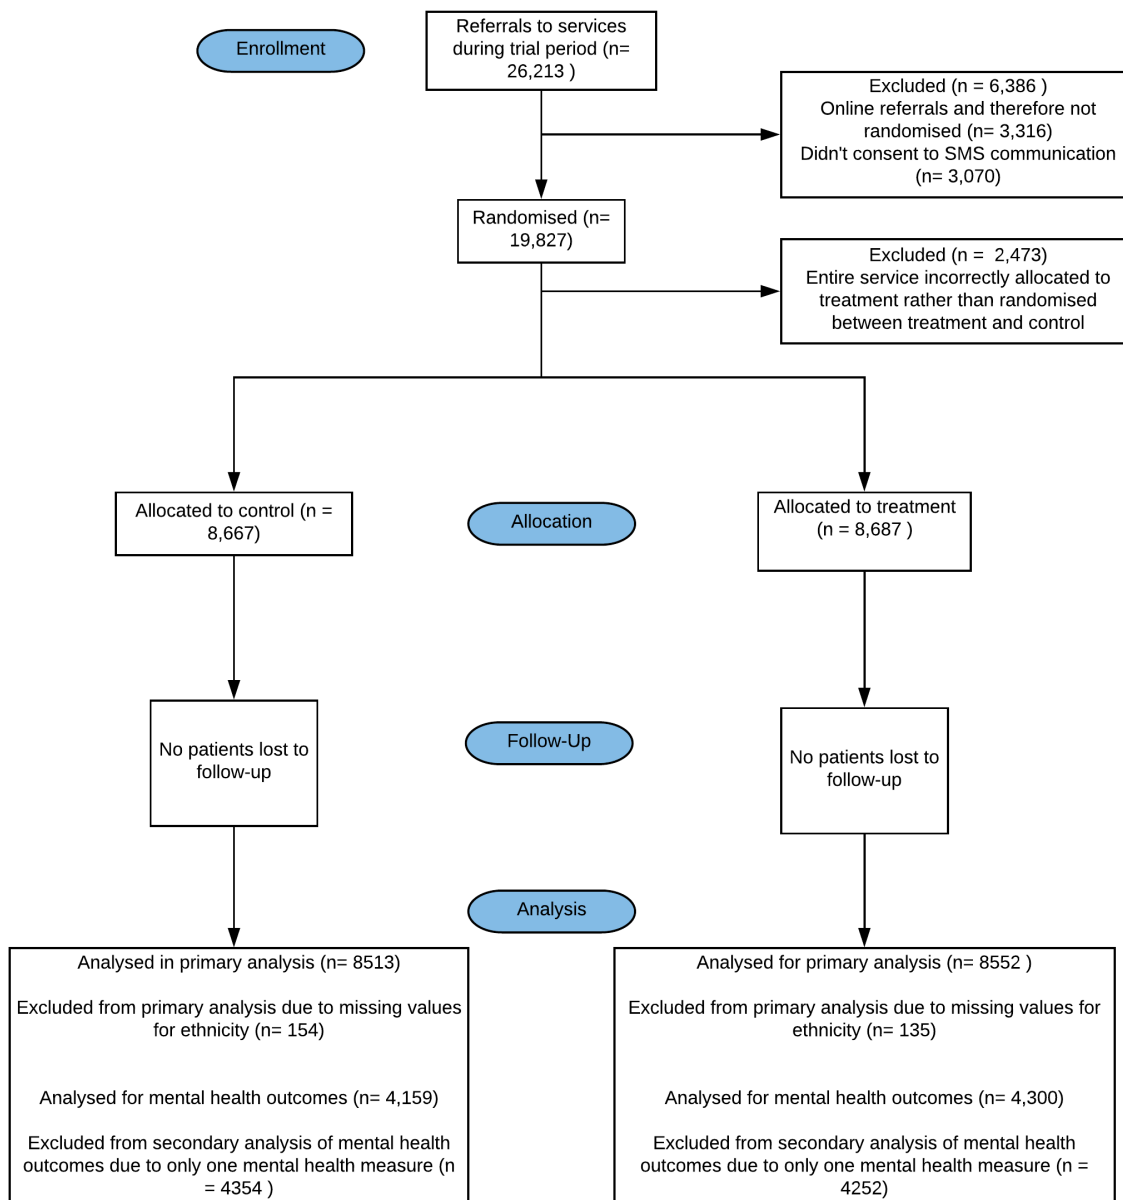 Enrollment
Referrals to services
during trial period (n=
26,213 )
Excluded (n = 6,386 )
Online referrals and therefore not
randomised (n= 3,316)
Didn't consent to SMS communication
(n= 3,070)
Randomised (n=
19,827)
Excluded (n =  2,473)
Entire service incorrectly allocated to
treatment rather than randomised
between treatment and control
Allocated to control (n =
8,667)
Allocation
Allocated to treatment
(n = 8,687 )
No patients lost to
follow-up
Follow-Up
No patients lost to
follow-up
Analysis
Analysed in primary analysis (n= 8513)
Excluded from primary analysis due to missing values
for ethnicity (n= 154)
Analysed for mental health outcomes (n= 4,159)
Excluded from secondary analysis of mental health
outcomes due to only one mental health measure (n
= 4354 )
Analysed for primary analysis (n= 8552 )
Excluded from primary analysis due to missing values for
ethnicity (n= 135)
Analysed for mental health outcomes (n= 4,300)
Excluded from secondary analysis of mental health
outcomes due to only one mental health measure (n =
4252)